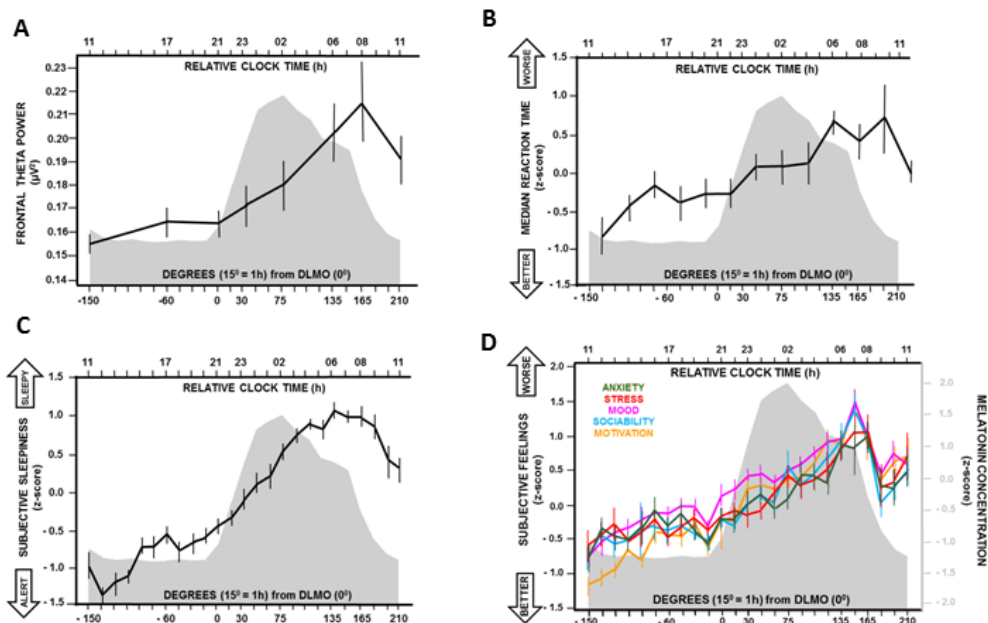 A
11 17 21 23 02 06 08 11
RELATIVE CLOCK TIME (h)
FRONTAL THETA POWER
(µV²)
0.23
0.22
0.21
0.20
0.19
0.18
0.17
0.16
0.15
0.14
DEGREES (15⁰ = 1h) from DLMO (0⁰)
-150 -60 0 30 75 135 165 210
B
11 17 21 23 02 06 08 11
RELATIVE CLOCK TIME (h)
WORSE
MEDIAN REACTION TIME
(z-score)
BETTER
1.5
1.0
0.5
0.0
- 0.5
- 1.0
- 1.5
DEGREES (15⁰ = 1h) from DLMO (0⁰)
- 150 - 60 0 30 75 135 165 210
C
11 17 21 23 02 06 08 11
RELATIVE CLOCK TIME (h)
SLEEPY
SUBJECTIVE SLEEPINESS
(z-score)
ALERT
1.5
1.0
0.5
0.0
- 0.5
- 1.0
- 1.5
DEGREES (15⁰ = 1h) from DLMO (0⁰)
- 150 - 60 0 30 75 135 165 210
D
11 17 21 23 02 06 08 11
RELATIVE CLOCK TIME (h)
WORSE
SUBJECTIVE FEELINGS
(z-score)
BETTER
2.0
1.5
1.0
0.5
0.0
- 0.5
- 1.0
- 1.5
ANXIETY
STRESS
MOOD
SOCIABILITY
MOTIVATION
2.0
1.5
1.0
0.5
0.0
- 0.5
- 1.0
- 1.5
- 2.0
MELATONIN CONCENTRATION
(z-score)
DEGREES (15⁰ = 1h) from DLMO (0⁰)
- 150 - 60 0 30 75 135 165 210